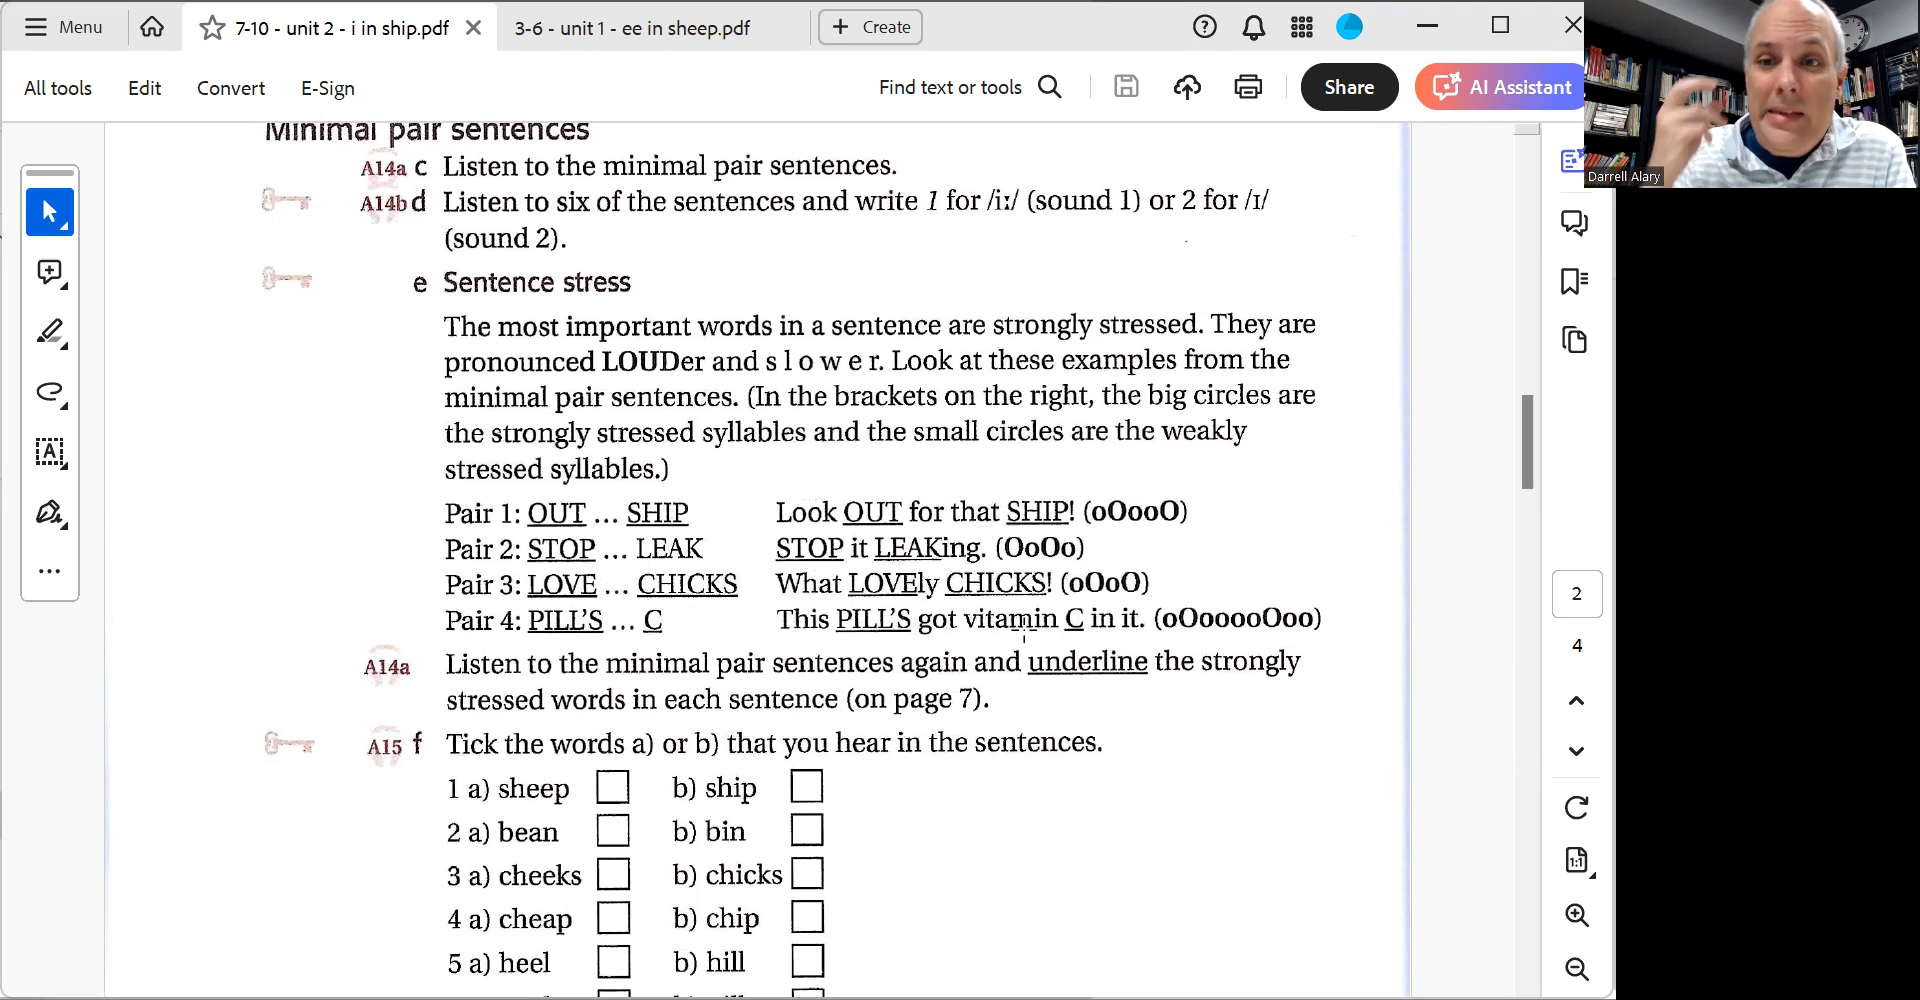 Menu
7-10 - unit 2 - i in ship.pdf
3-6 - unit 1 - ee in sheep.pdf
Create
All tools
Edit
Convert
E-Sign
Find text or tools
Share
AI Assistant
Darrell Alary
Minimal pair sentences
A14a c Listen to the minimal pair sentences.
A14b d Listen to six of the sentences and write 1 for /iː/ (sound 1) or 2 for /ɪ/
(sound 2).
e Sentence stress
The most important words in a sentence are strongly stressed. They are
pronounced LOUDer and s l o w e r. Look at these examples from the
minimal pair sentences. (In the brackets on the right, the big circles are
the strongly stressed syllables and the small circles are the weakly
stressed syllables.)
Pair 1: OUT ... SHIP Look OUT for that SHIP! (oOooO)
Pair 2: STOP ... LEAK STOP it LEAKing. (OoOo)
Pair 3: LOVE ... CHICKS What LOVEly CHICKS! (oOoO)
Pair 4: PILL'S ... C This PILL'S got vitamin C in it. (oOooooOoo)
A14a Listen to the minimal pair sentences again and underline the strongly
stressed words in each sentence (on page 7).
A15 f Tick the words a) or b) that you hear in the sentences.
1 a) sheep b) ship
2 a) bean b) bin
3 a) cheeks b) chicks
4 a) cheap b) chip
5 a) heel b) hill
2
4
1:1